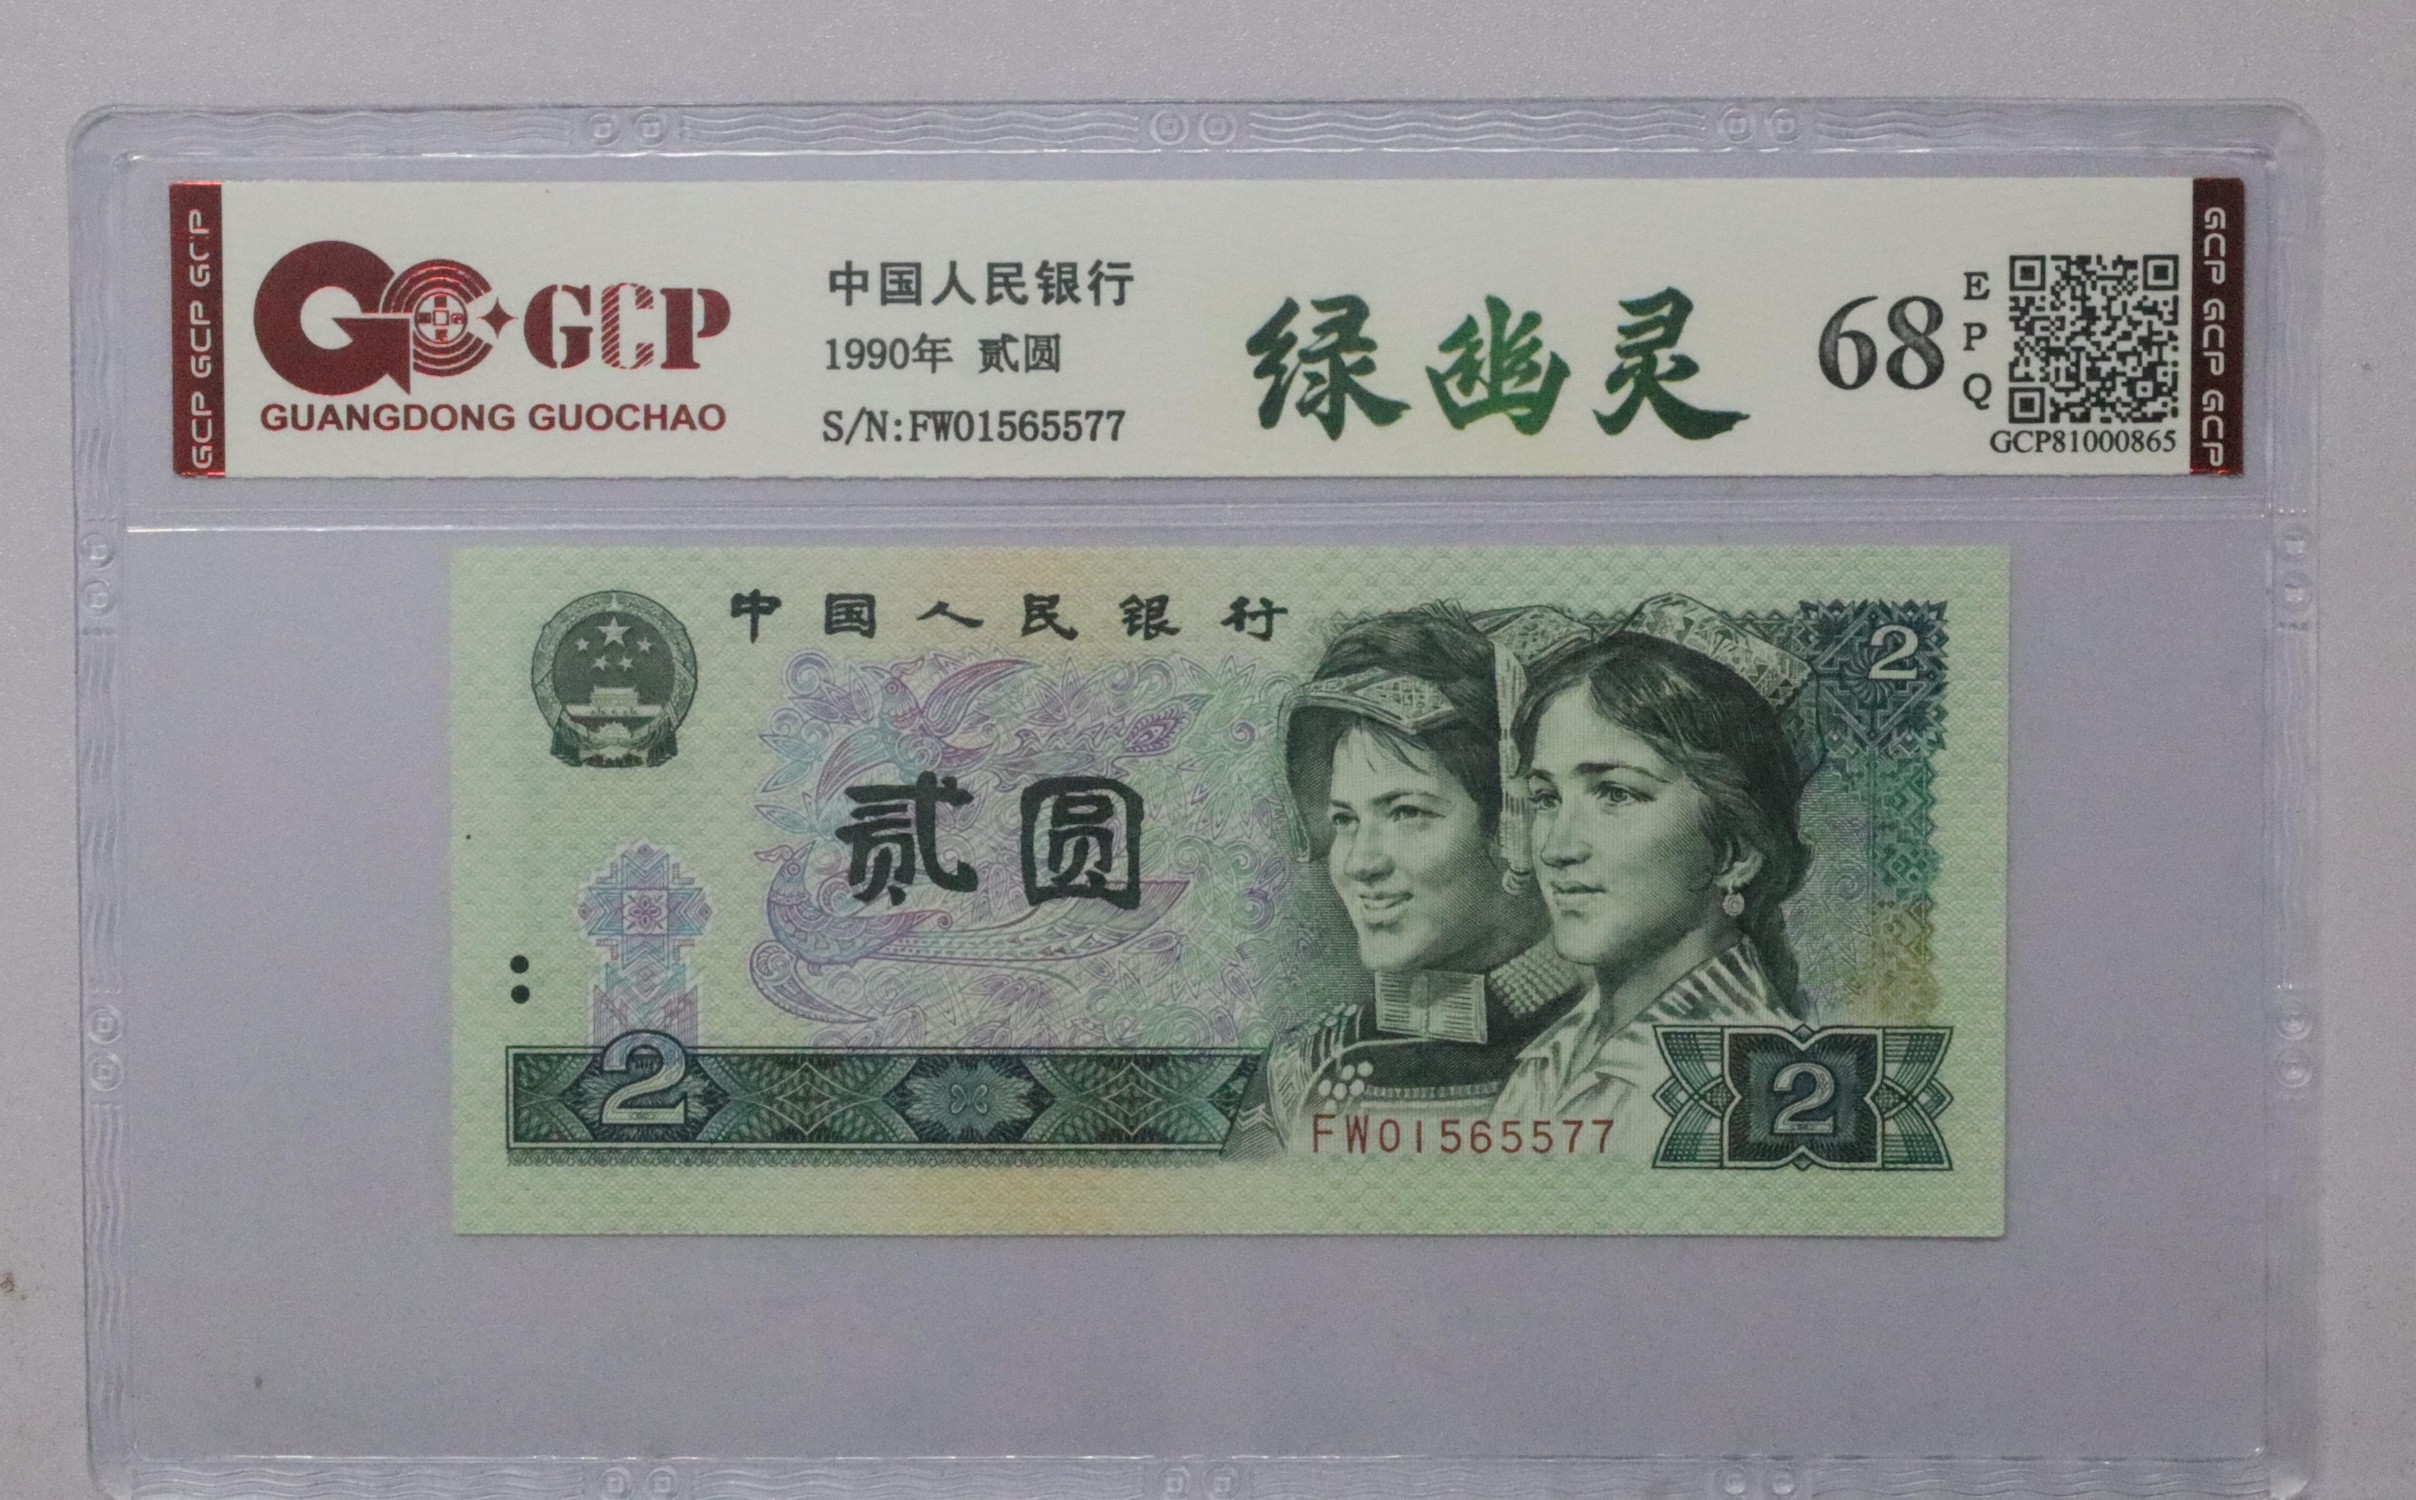 GCP GCP GCP
GCP
GUANGDONG GUOCHAO
中国人民银行
1990年 贰圆
S/N:FW01565577
绿幽灵
68
EPQ
GCP81000865
GCP GCP GCP
中国人民银行
2
贰圆
2
2
FW01565577